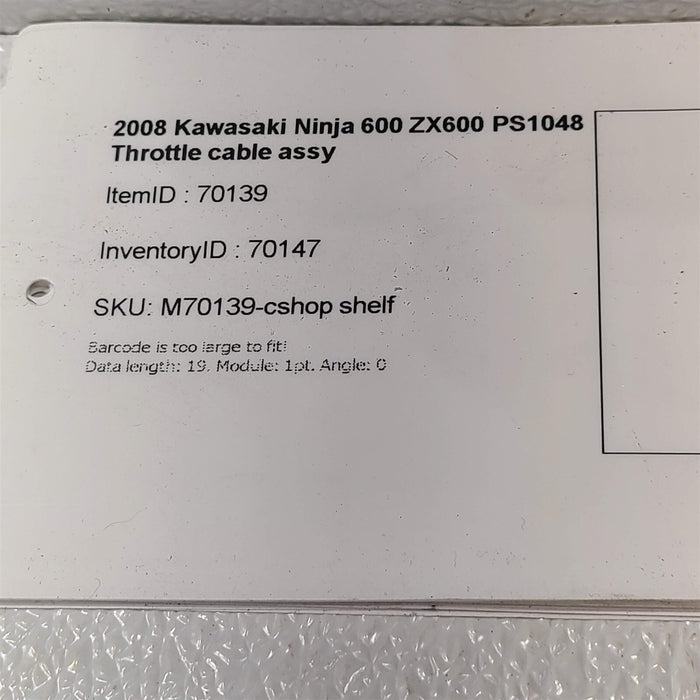 2008 Kawasaki Ninja 600 ZX600 PS1048
Throttle cable assy
ItemID : 70139
InventoryID : 70147
SKU: M70139-cshop shelf
Barcode is too large to fit!
Data length: 19. Module: 1pt. Angle: 0